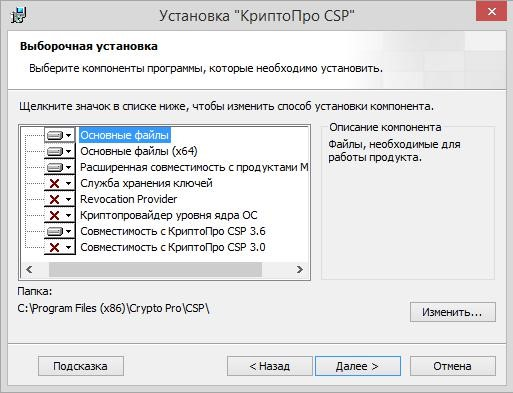 Установка "КриптоПро CSP"
Выборочная установка
Выберите компоненты программы, которые необходимо установить.
Щелкните значок в списке ниже, чтобы изменить способ установки компонента.
Основные файлы
Основные файлы (x64)
Расширенная совместимость с продуктами M
Служба хранения ключей
Revocation Provider
Криптопровайдер уровня ядра ОС
Совместимость с КриптоПро CSP 3.6
Совместимость с КриптоПро CSP 3.0
Описание компонента
Файлы, необходимые для
работы продукта.
Папка:
C:\Program Files (x86)\Crypto Pro\CSP\
Изменить...
Подсказка
< Назад
Далее >
Отмена